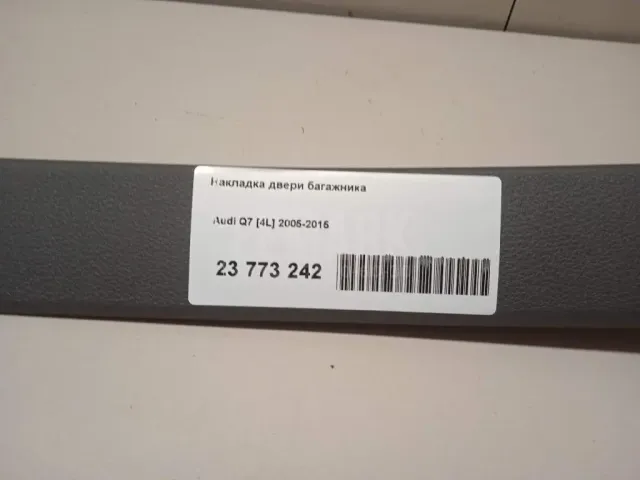 Накладка двери багажника
Audi Q7 [4L] 2005-2015
23 773 242